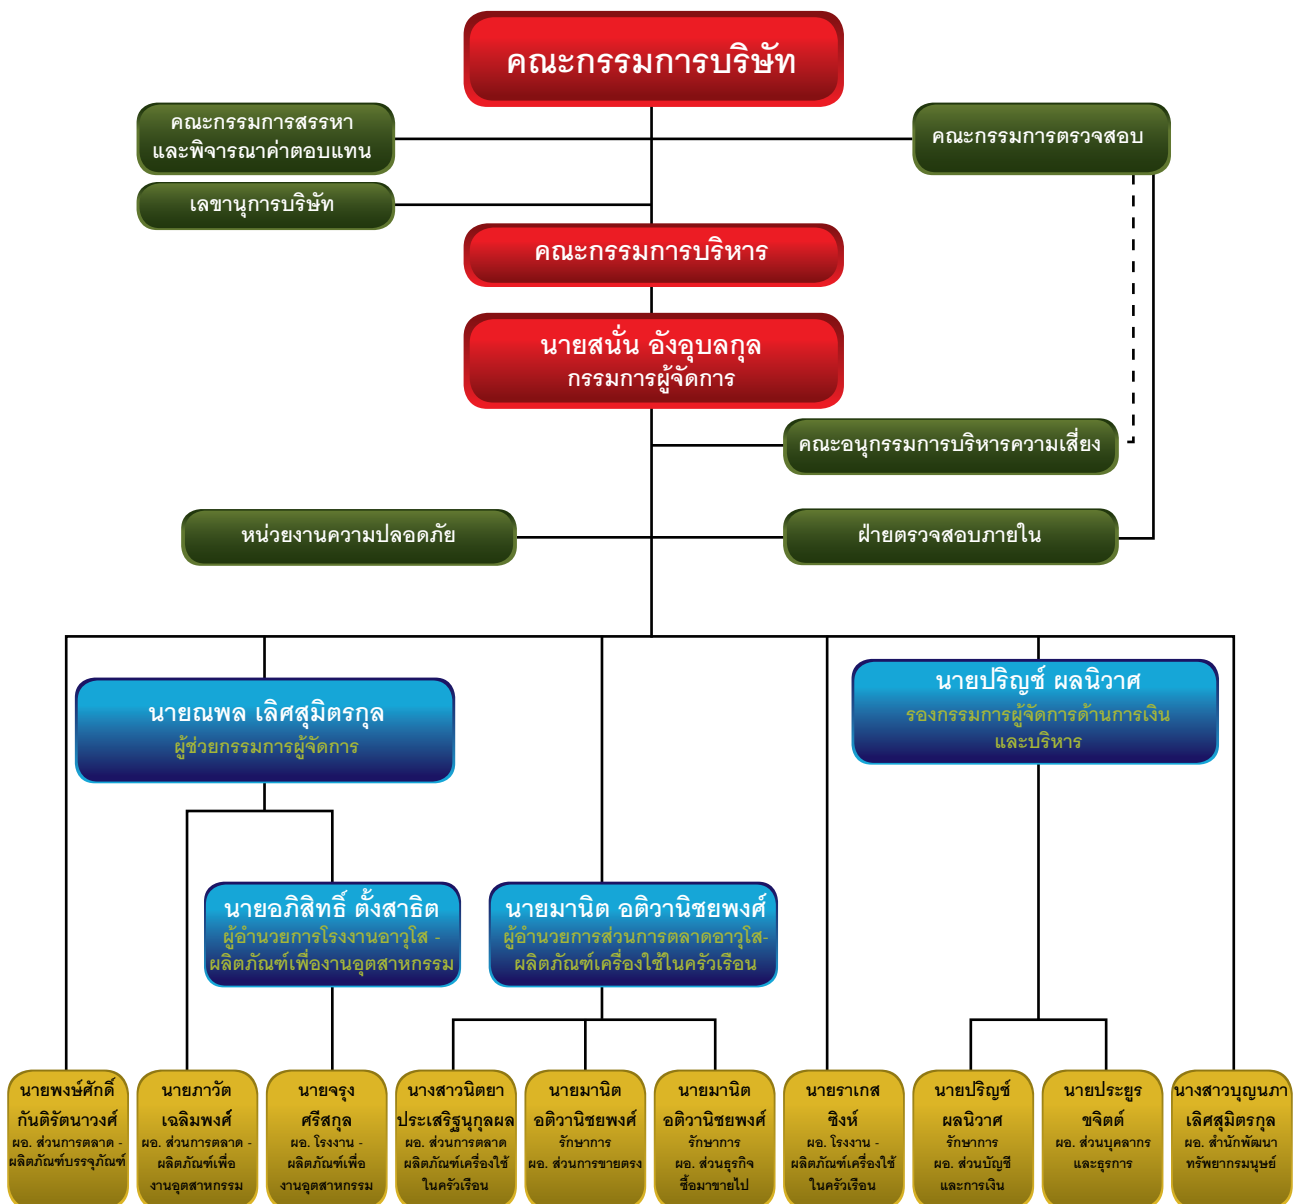 คณะกรรมการบริษัท
คณะกรรมการสรรหา
และพิจารณาค่าตอบแทน
คณะกรรมการตรวจสอบ
เลขานุการบริษัท
คณะกรรมการบริหาร
นายสนั่น อังอุบลกุล
กรรมการผู้จัดการ
คณะอนุกรรมการบริหารความเสี่ยง
หน่วยงานความปลอดภัย
ฝ่ายตรวจสอบภายใน
นายณพล เลิศสุมิตรกุล
ผู้ช่วยกรรมการผู้จัดการ
นายปริญช์ ผลนิวาศ
รองกรรมการผู้จัดการด้านการเงิน
และบริหาร
นายอภิสิทธิ์ ตั้งสาธิต
ผู้อำนวยการโรงงานอาวุโส -
ผลิตภัณฑ์เพื่องานอุตสาหกรรม
นายมานิต อติวานิชยพงศ์
ผู้อำนวยการส่วนการตลาดอาวุโส-
ผลิตภัณฑ์เครื่องใช้ในครัวเรือน
นายพงษ์ศักดิ์
กันติรัตนาวงศ์
ผอ. ส่วนการตลาด -
ผลิตภัณฑ์บรรจุภัณฑ์
นายภาวัต
เฉลิมพงศ์
ผอ. ส่วนการตลาด -
ผลิตภัณฑ์เพื่อ
งานอุตสาหกรรม
นายจรุง
ศรีสกุล
ผอ. โรงงาน -
ผลิตภัณฑ์เพื่อ
งานอุตสาหกรรม
นางสาวนิตยา
ประเสริฐนุกุลผล
ผอ. ส่วนการตลาด
ผลิตภัณฑ์เครื่องใช้
ในครัวเรือน
นายมานิต
อติวานิชยพงศ์
รักษาการ
ผอ. ส่วนการขายตรง
นายมานิต
อติวานิชยพงศ์
รักษาการ
ผอ. ส่วนธุรกิจ
ซื้อมาขายไป
นายราเกส
ซิงห์
ผอ. โรงงาน -
ผลิตภัณฑ์เครื่องใช้
ในครัวเรือน
นายปริญช์
ผลนิวาศ
รักษาการ
ผอ. ส่วนบัญชี
และการเงิน
นายประยูร
ขจิตต์
ผอ. ส่วนบุคลากร
และธุรการ
นางสาวบุญนภา
เลิศสุมิตรกุล
ผอ. สำนักพัฒนา
ทรัพยากรมนุษย์